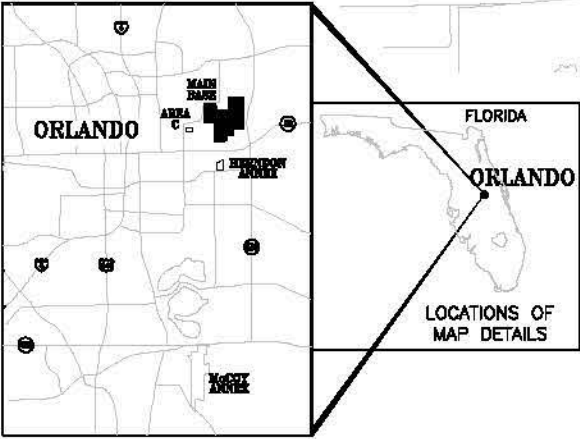 MAIN
BASE
AREA
C
ORLANDO
HERNDON
ANNEX
McCOY
ANNEX
FLORIDA
ORLANDO
LOCATIONS OF
MAP DETAILS